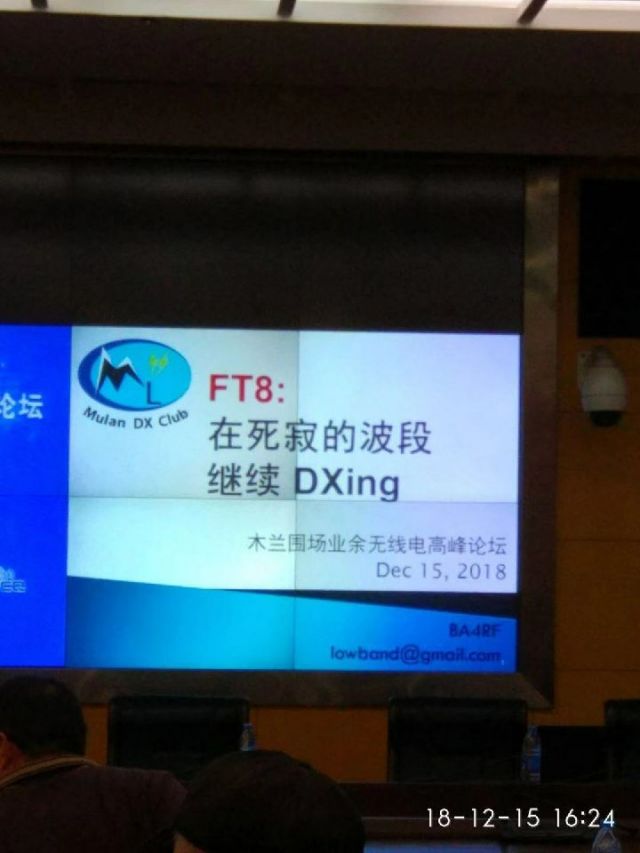 论坛
M
L
Mulan DX Club
FT8:
在死寂的波段
继续 DXing
木兰围场业余无线电高峰论坛
Dec 15, 2018
BA4RF
lowband@gmail.com
18-12-15 16:24